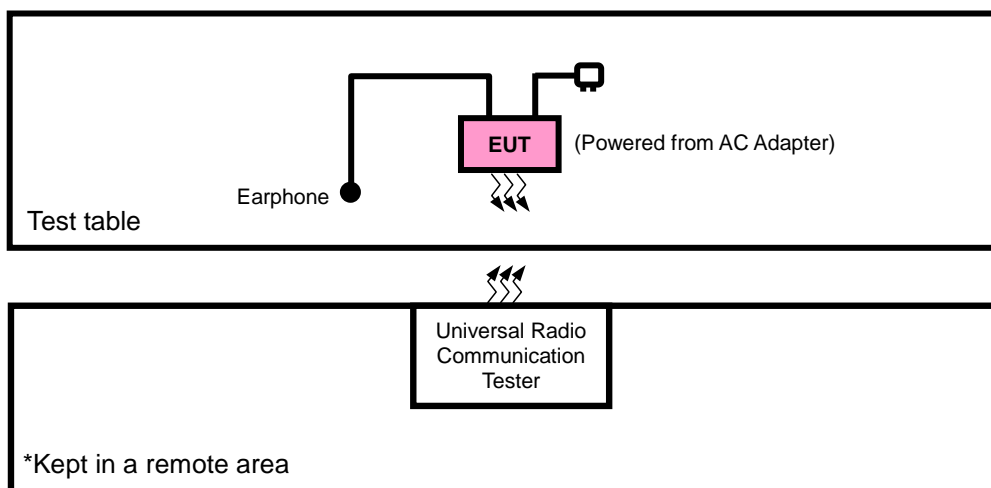 EUT
(Powered from AC Adapter)
Earphone
Test table
Universal Radio
Communication
Tester
*Kept in a remote area